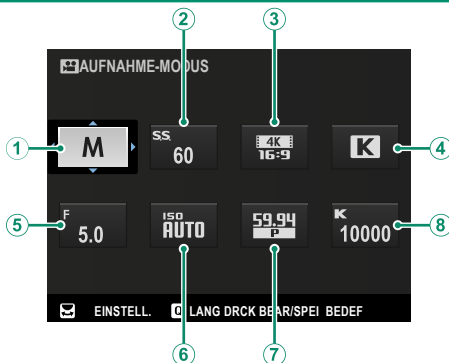 2 3
AUFNAHME-MODUS
1 M S.S. 60 4K 16:9 K 4
5 F 5.0 ISO AUTO 59.94 P K 10000 8
EINSTELL. Q LANG DRCK BEAR/SPEI BEDEF
6 7